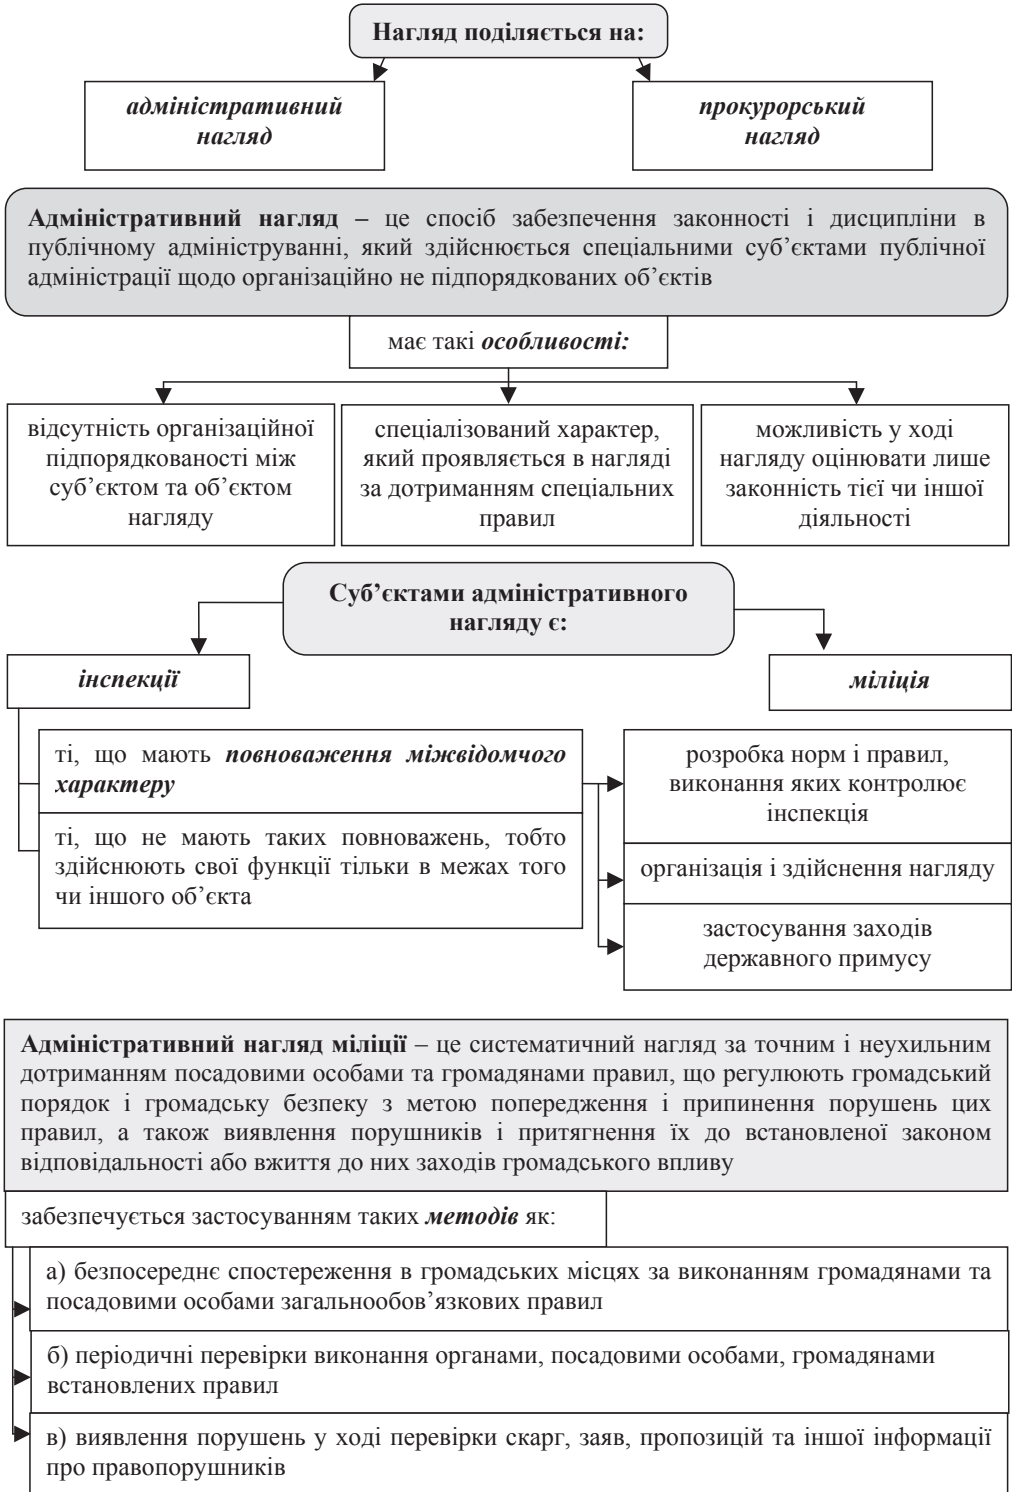 Нагляд поділяється на:
адміністративний
нагляд
прокурорський
нагляд
Адміністративний нагляд – це спосіб забезпечення законності і дисципліни в
публічному адмініструванні, який здійснюється спеціальними суб’єктами публічної
адміністрації щодо організаційно не підпорядкованих об’єктів
має такі особливості:
відсутність організаційної
підпорядкованості між
суб’єктом та об’єктом
нагляду
спеціалізований характер,
який проявляється в нагляді
за дотриманням спеціальних
правил
можливість у ході
нагляду оцінювати лише
законність тієї чи іншої
діяльності
Суб’єктами адміністративного
нагляду є:
інспекції
міліція
ті, що мають повноваження міжвідомчого
характеру
ті, що не мають таких повноважень, тобто
здійснюють свої функції тільки в межах того
чи іншого об’єкта
розробка норм і правил,
виконання яких контролює
інспекція
організація і здійснення нагляду
застосування заходів
державного примусу
Адміністративний нагляд міліції – це систематичний нагляд за точним і неухильним
дотриманням посадовими особами та громадянами правил, що регулюють громадський
порядок і громадську безпеку з метою попередження і припинення порушень цих
правил, а також виявлення порушників і притягнення їх до встановленої законом
відповідальності або вжиття до них заходів громадського впливу
забезпечується застосуванням таких методів як:
а) безпосереднє спостереження в громадських місцях за виконанням громадянами та
посадовими особами загальнообов’язкових правил
б) періодичні перевірки виконання органами, посадовими особами, громадянами
встановлених правил
в) виявлення порушень у ході перевірки скарг, заяв, пропозицій та іншої інформації
про правопорушників